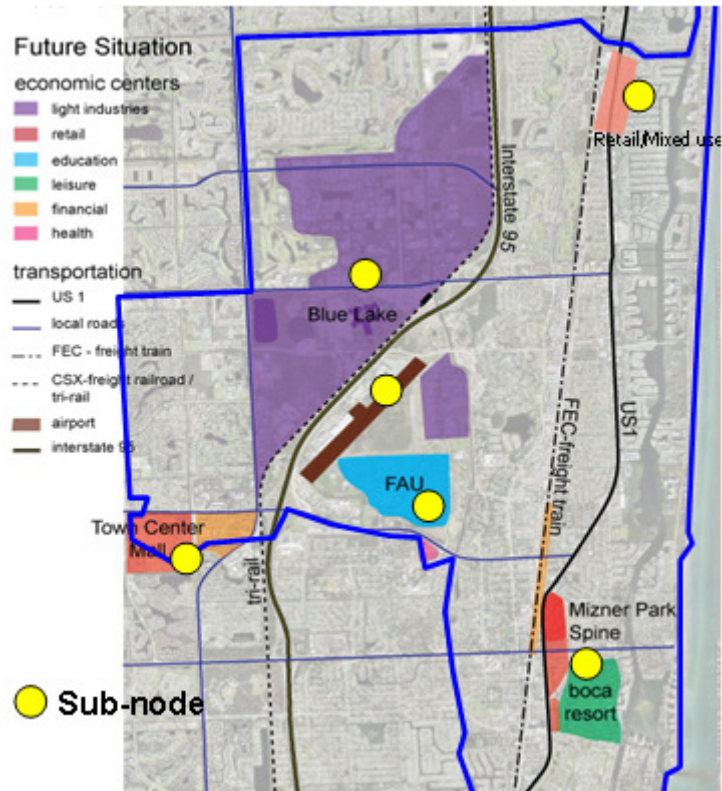 Future Situation
economic centers
light industries
retail
education
leisure
financial
health
transportation
US 1
local roads
FEC - freight train
CSX-freight railroad /
tri-rail
airport
interstate 95
Retail/Mixed use
Interstate 95
Blue Lake
FAU
FEC-freight train
US1
Town Center
Mall
tri-rail
Mizner Park
Spine
boca
resort
Sub-node